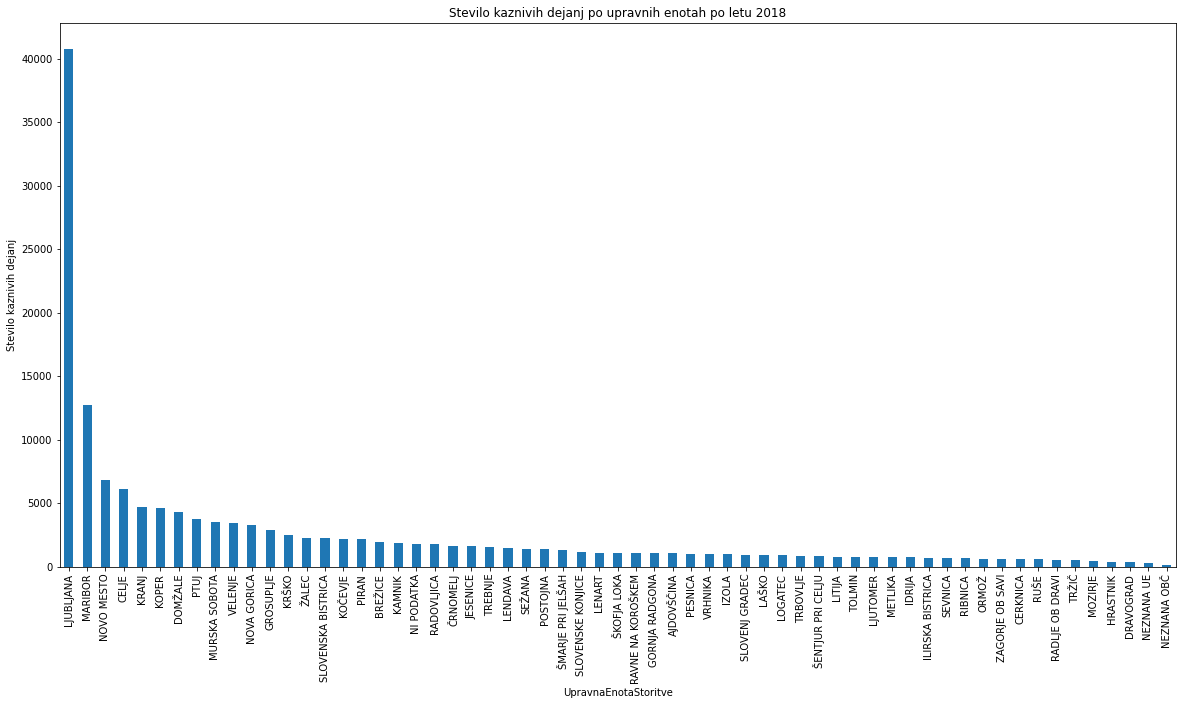 Stevilo kaznivih dejanj po upravnih enotah po letu 2018
40000
35000
30000
25000
20000
15000
10000
5000
0
Stevilo kaznivih dejanj
LJUBLJANA
MARIBOR
NOVO MESTO
CELJE
KRANJ
KOPER
DOMŽALE
PTUJ
MURSKA SOBOTA
VELENJE
NOVA GORICA
GROSUPLJE
KRŠKO
ŽALEC
SLOVENSKA BISTRICA
KOČEVJE
PIRAN
BREŽICE
KAMNIK
NI PODATKA
RADOVLJICA
ČRNOMELJ
JESENICE
TREBNJE
LENDAVA
SEŽANA
POSTOJNA
ŠMARJE PRI JELŠAH
SLOVENSKE KONJICE
LENART
ŠKOFJA LOKA
RAVNE NA KOROŠKEM
GORNJA RADGONA
AJDOVŠČINA
PESNICA
VRHNIKA
IZOLA
SLOVENJ GRADEC
LAŠKO
LOGATEC
TRBOVLJE
ŠENTJUR PRI CELJU
LITIJA
TOLMIN
LJUTOMER
METLIKA
IDRIJA
ILIRSKA BISTRICA
SEVNICA
RIBNICA
ORMOŽ
ZAGORJE OB SAVI
CERKNICA
RUŠE
RADLJE OB DRAVI
TRŽIČ
MOZIRJE
HRASTNIK
DRAVOGRAD
NEZNANA UE
NEZNANA OBČ
UpravnaEnotaStoritve